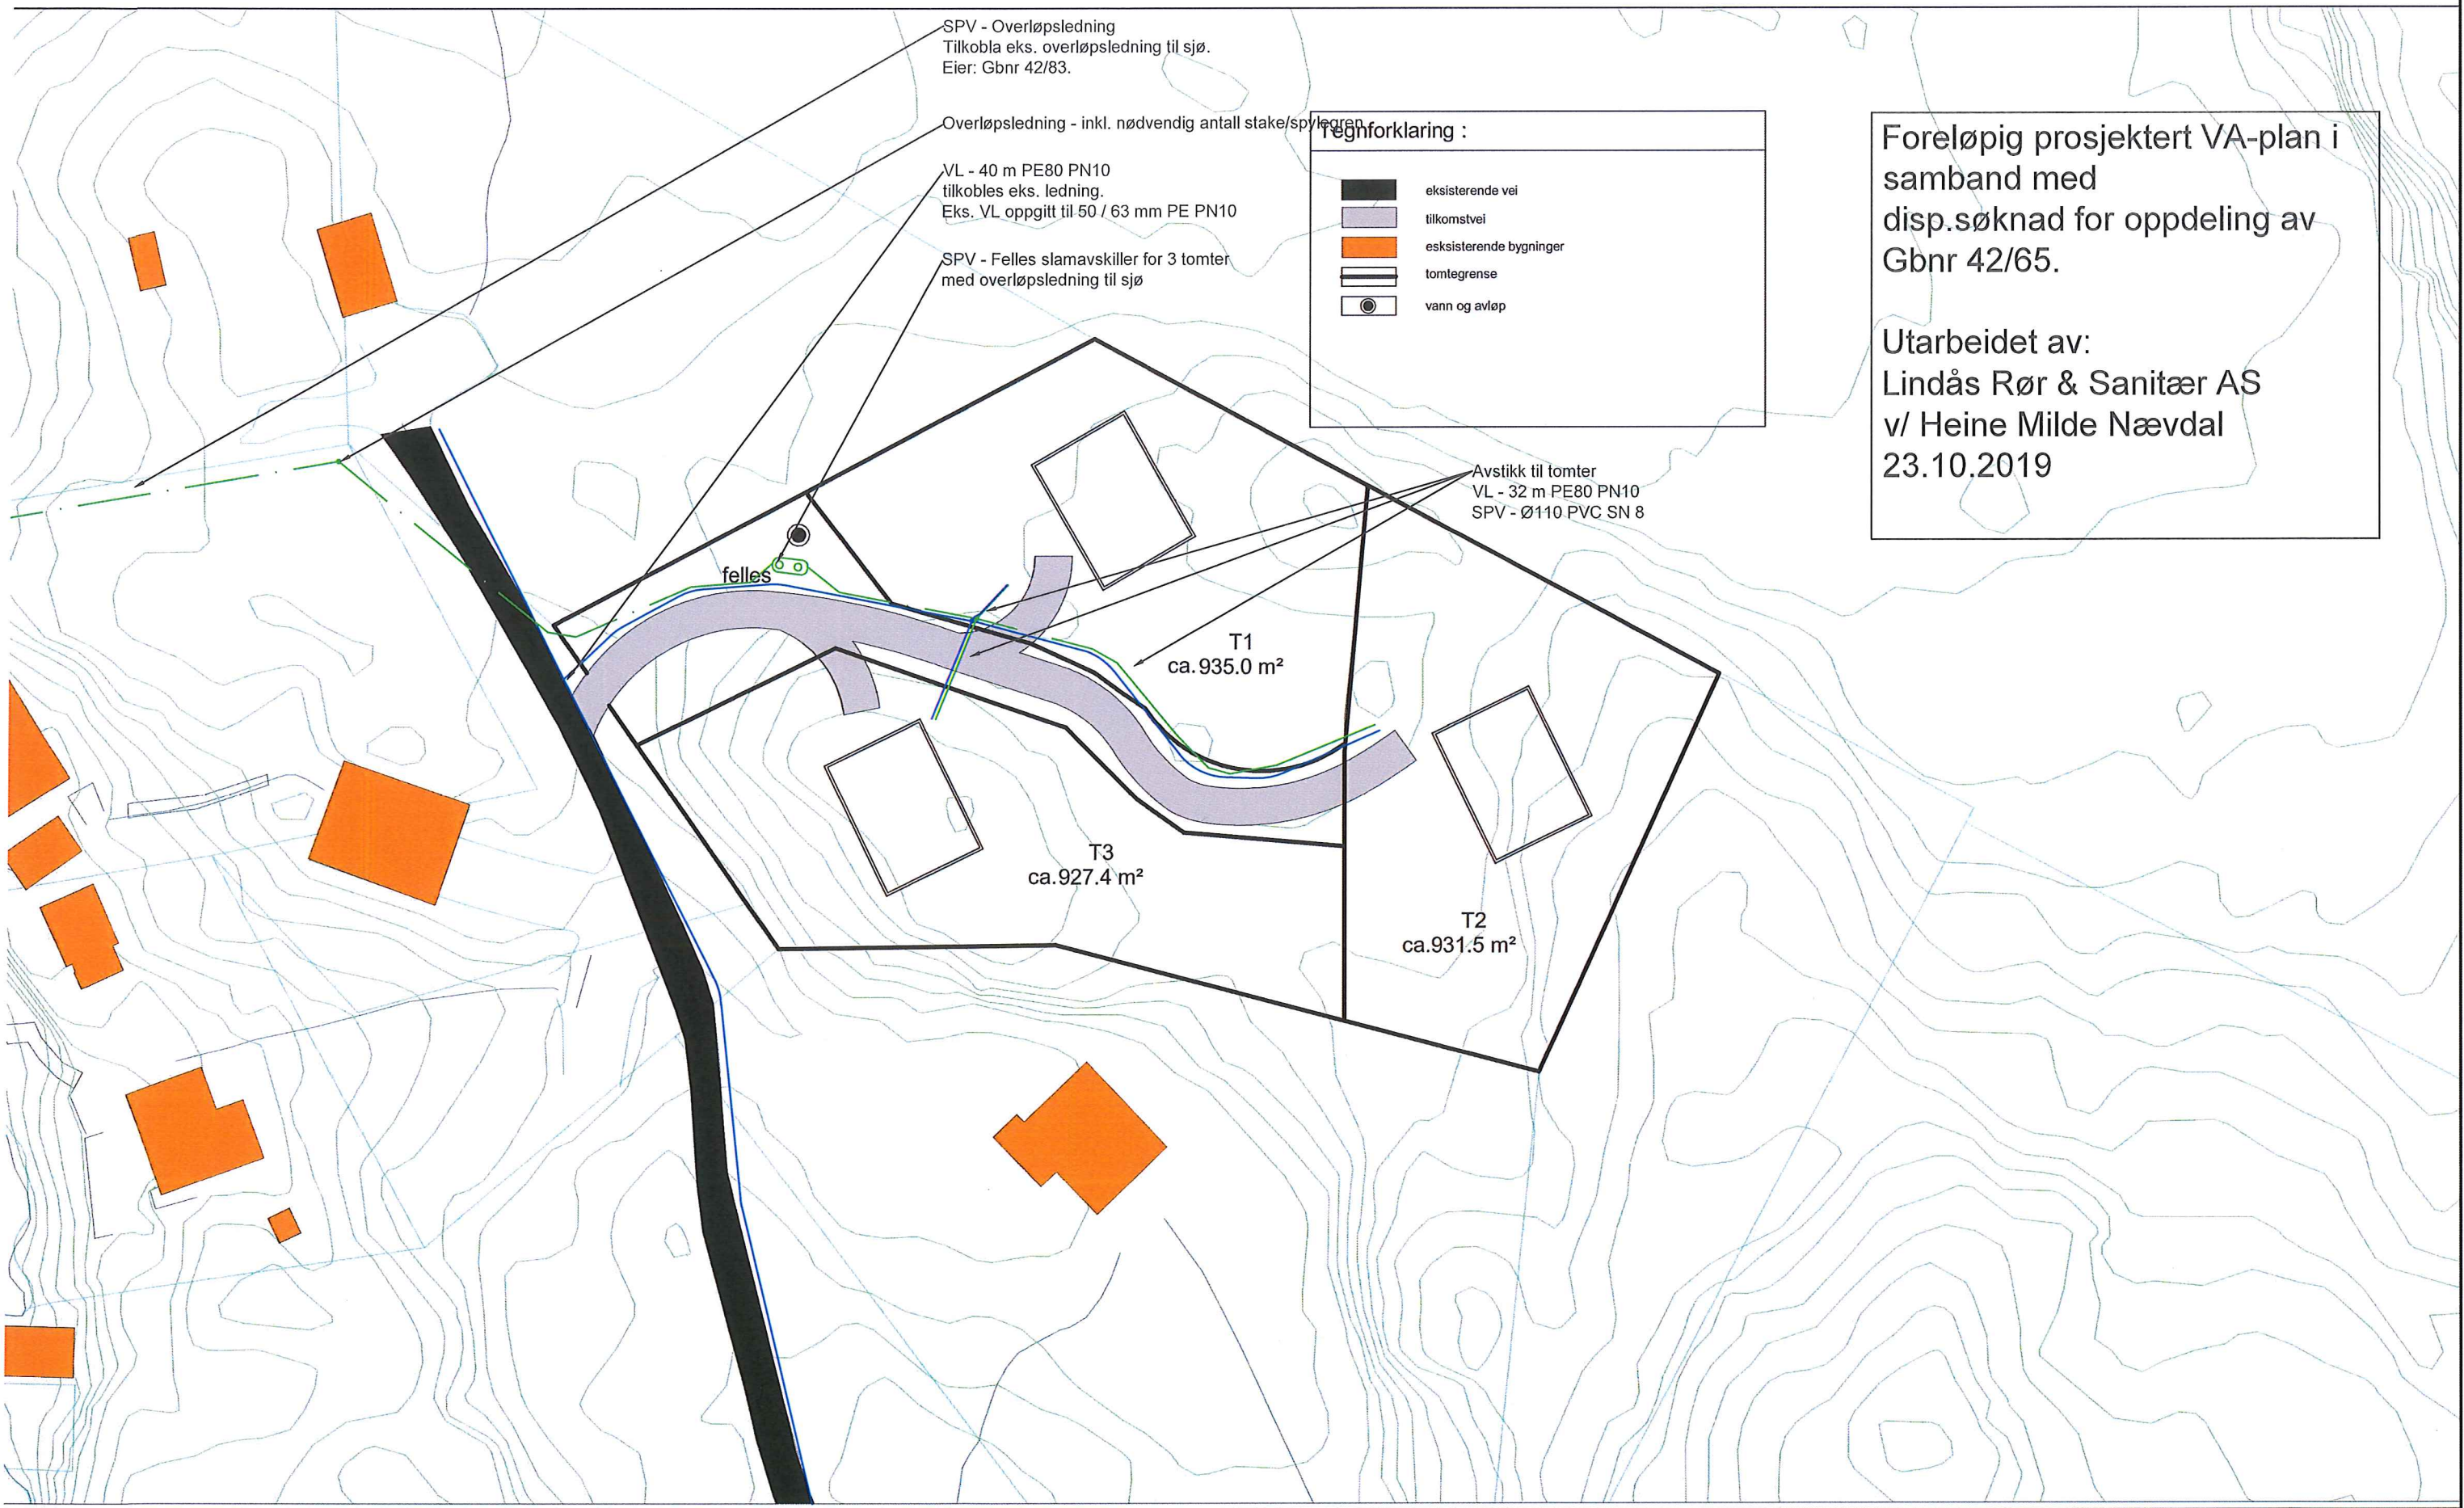 SPV - Overløpsledning
Tilkobla eks. overløpsledning til sjø.
Eier: Gbnr 42/83.
Overløpsledning - inkl. nødvendig antall stake/spylegren
VL - 40 m PE80 PN10
tilkobles eks. ledning.
Eks. VL oppgitt til 50 / 63 mm PE PN10
SPV - Felles slamavskiller for 3 tomter
med overløpsledning til sjø
Tegnforklaring :
eksisterende vei
tilkomstvei
esksisterende bygninger
tomtegrense
vann og avløp
Foreløpig prosjektert VA-plan i
samband med
disp.søknad for oppdeling av
Gbnr 42/65.
Utarbeidet av:
Lindås Rør & Sanitær AS
v/ Heine Milde Nævdal
23.10.2019
Avstikk til tomter
VL - 32 m PE80 PN10
SPV - Ø110 PVC SN 8
felles
T1
ca.935.0 m²
T3
ca.927.4 m²
T2
ca.931.5 m²